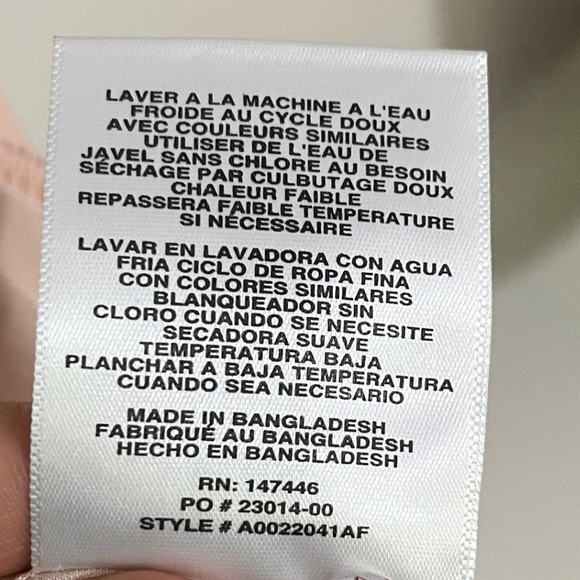 LAVER A LA MACHINE A L'EAU
FROIDE AU CYCLE DOUX
AVEC COULEURS SIMILAIRES
UTILISER DE L'EAU DE
JAVEL SANS CHLORE AU BESOIN
SÉCHAGE PAR CULBUTAGE DOUX
CHALEUR FAIBLE
REPASSERA FAIBLE TEMPERATURE
SI NÉCESSAIRE
LAVAR EN LAVADORA CON AGUA
FRIA CICLO DE ROPA FINA
CON COLORES SIMILARES
BLANQUEADOR SIN
CLORO CUANDO SE NECESITE
SECADORA SUAVE
TEMPERATURA BAJA
PLANCHAR A BAJA TEMPERATURA
CUANDO SEA NECESARIO
MADE IN BANGLADESH
FABRIQUÉ AU BANGLADESH
HECHO EN BANGLADESH
RN: 147446
PO # 23014-00
STYLE # A0022041AF